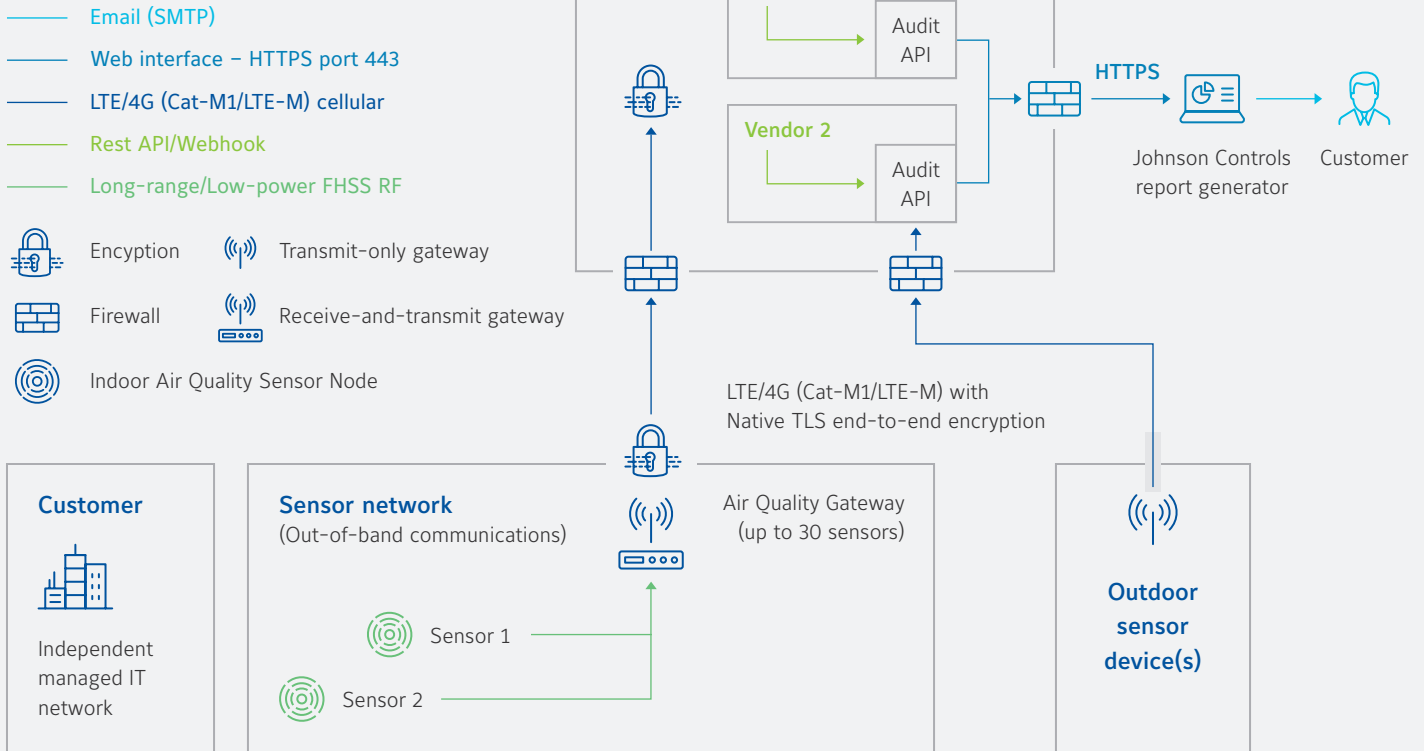 Email (SMTP)
Web interface – HTTPS port 443
LTE/4G (Cat-M1/LTE-M) cellular
Rest API/Webhook
Long-range/Low-power FHSS RF
Encyption
Transmit-only gateway
Firewall
Receive-and-transmit gateway
Indoor Air Quality Sensor Node
Audit
API
Vendor 2
Audit
API
HTTPS
Johnson Controls
report generator
Customer
LTE/4G (Cat-M1/LTE-M) with
Native TLS end-to-end encryption
Customer
Independent
managed IT
network
Sensor network
(Out-of-band communications)
Air Quality Gateway
(up to 30 sensors)
Sensor 1
Sensor 2
Outdoor
sensor
device(s)